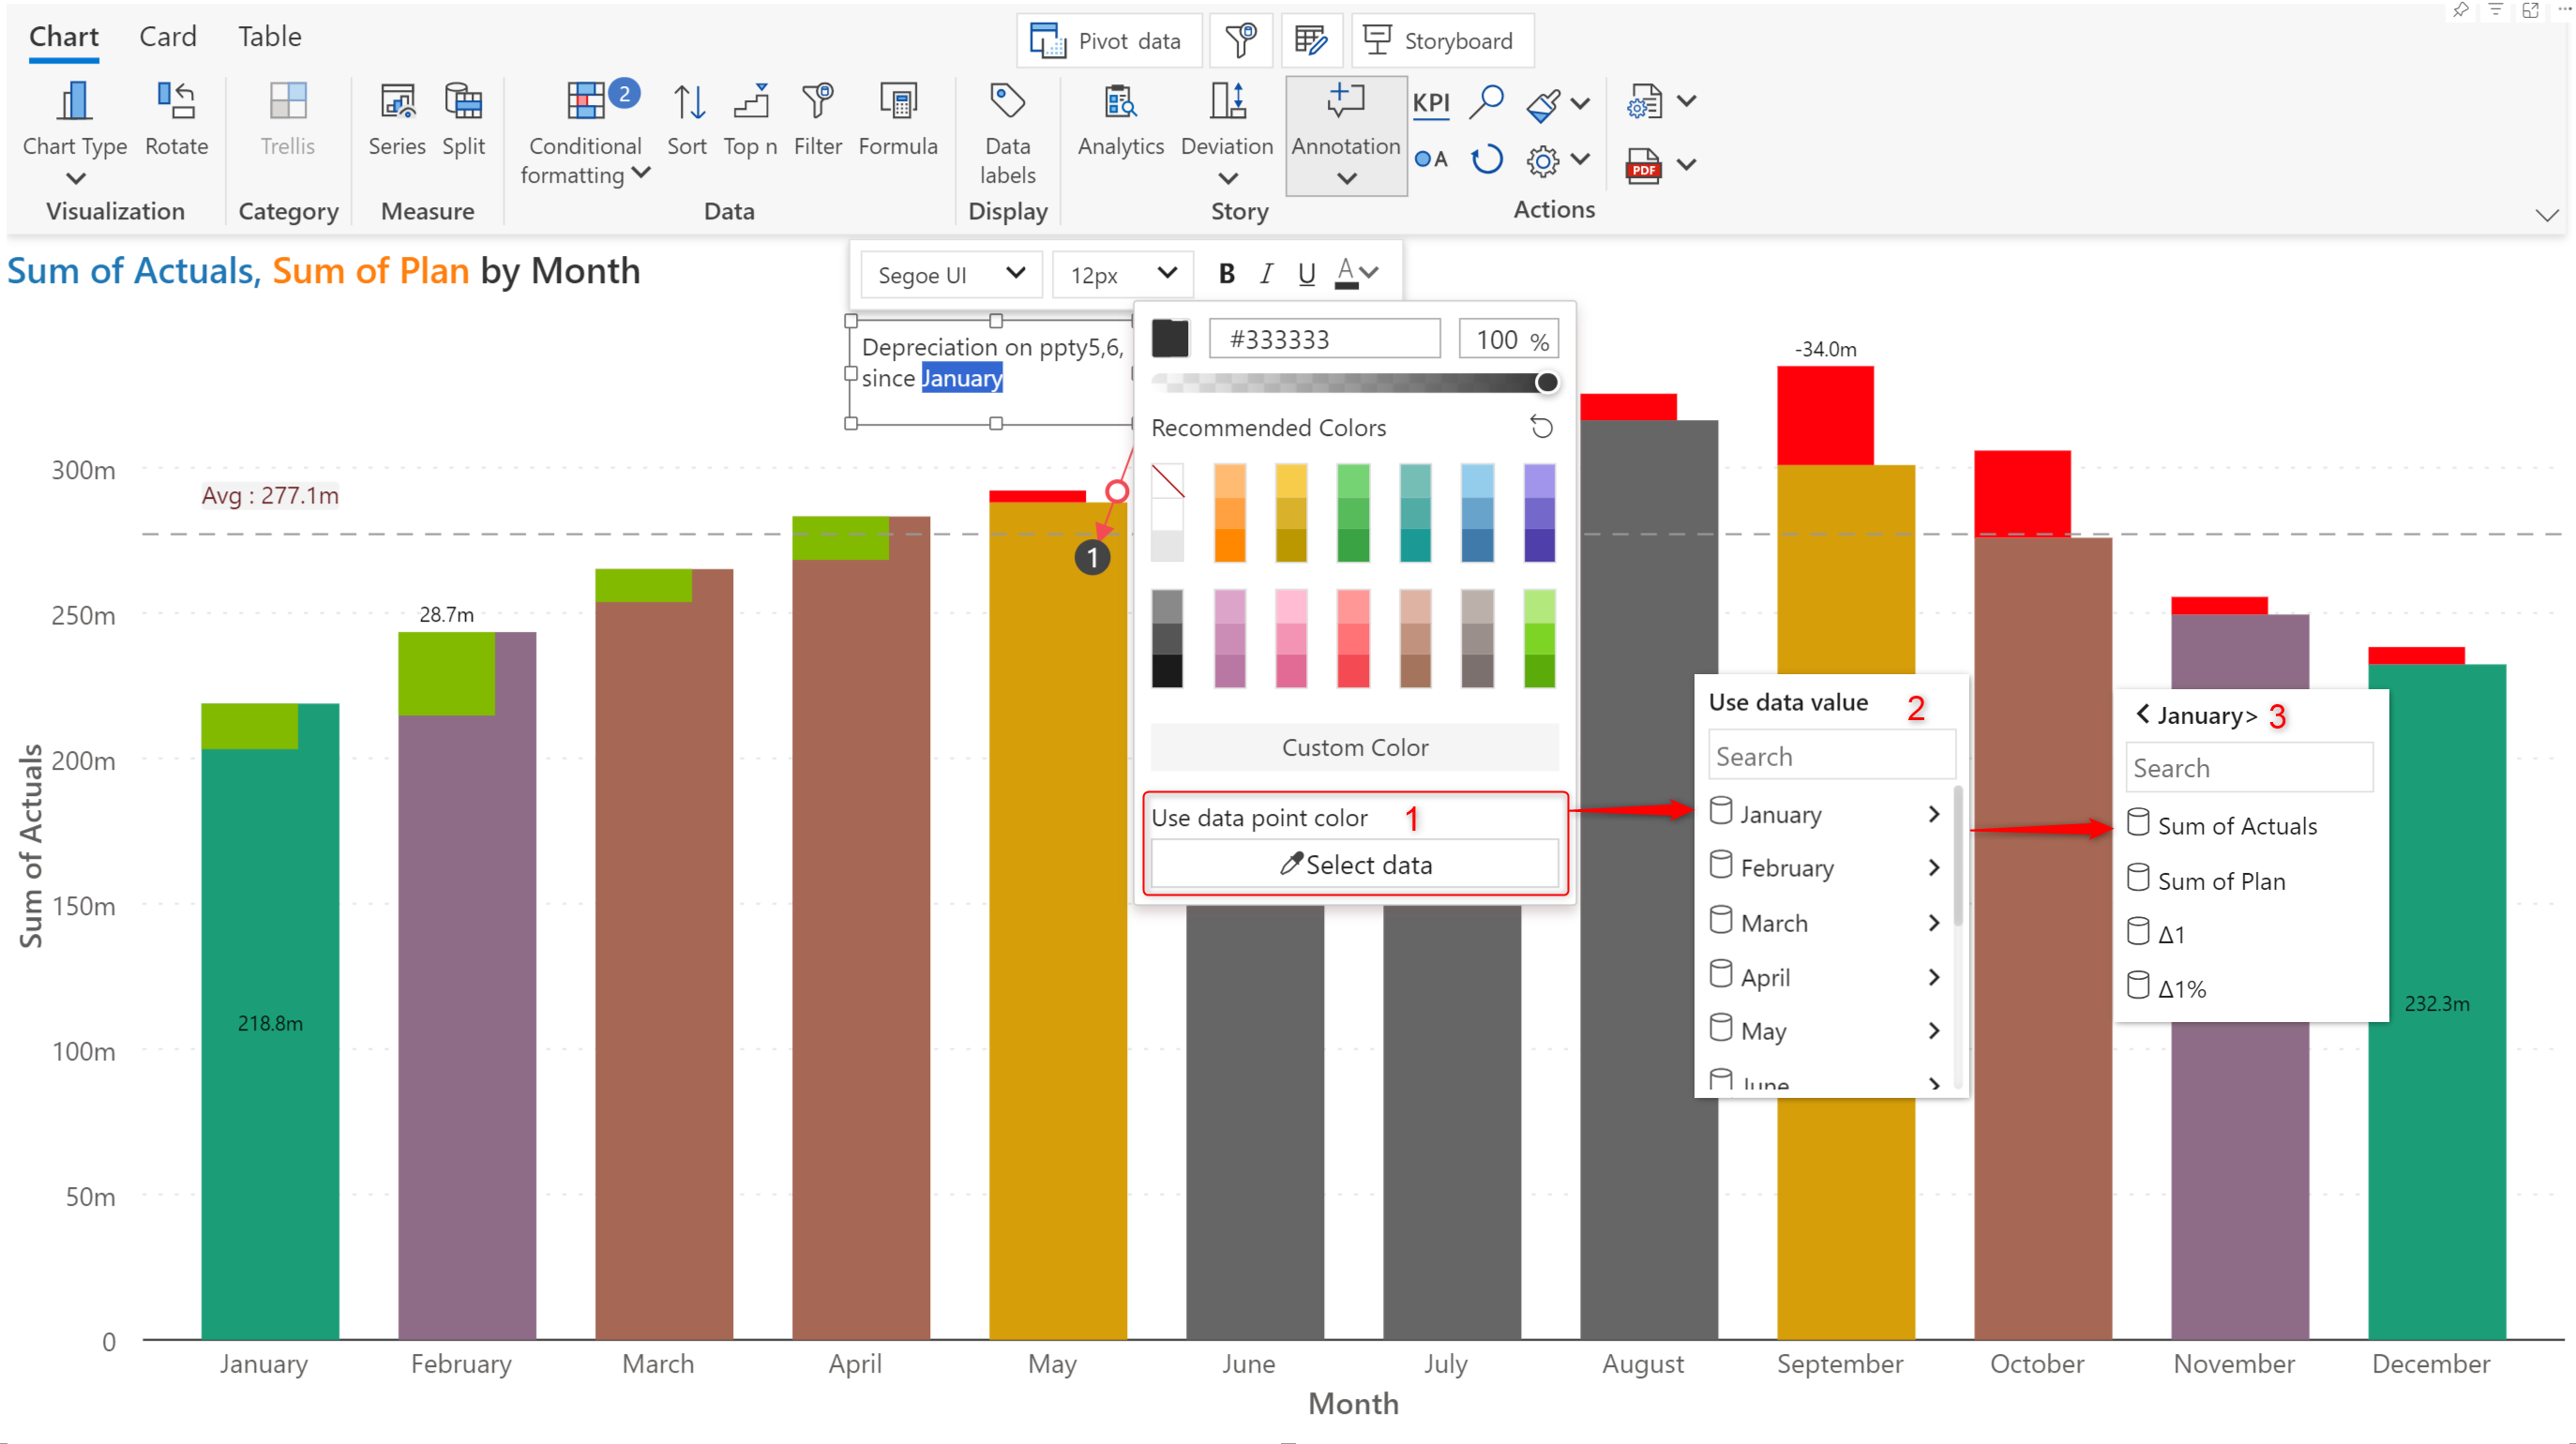 Chart Card Table
Pivot data Storyboard
2
KPI
Chart Type Rotate Trellis Series Split Conditional formatting Sort Top n Filter Formula Data labels Analytics Deviation Annotation
A
PDF
Visualization Category Measure Data Display Story Actions
Sum of Actuals, Sum of Plan by Month
Segoe UI 12px B I U A
Depreciation on ppty5,6,
since January
#333333 100 %
Recommended Colors
Custom Color
Use data point color 1
Select data
Use data value 2
Search
January
February
March
April
May
June
January> 3
Search
Sum of Actuals
Sum of Plan
Δ1
Δ1%
-34.0m
Avg : 277.1m
1
28.7m
218.8m
232.3m
Sum of Actuals
300m
250m
200m
150m
100m
50m
0
January February March April May June July August September October November December
Month